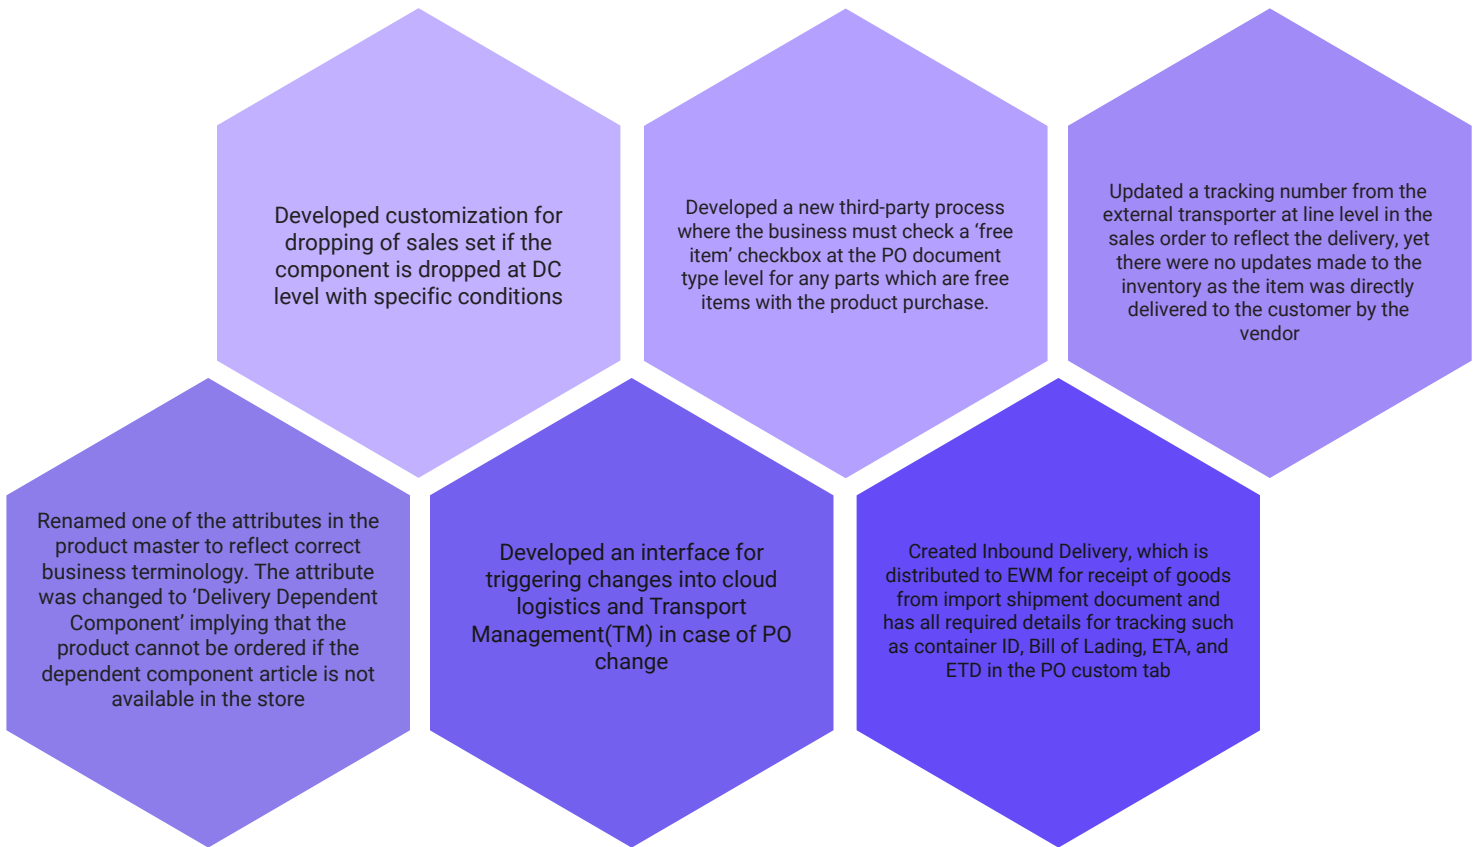 Developed customization for
dropping of sales set if the
component is dropped at DC
level with specific conditions
Developed a new third-party process
where the business must check a ‘free
item’ checkbox at the PO document
type level for any parts which are free
items with the product purchase.
Updated a tracking number from the
external transporter at line level in the
sales order to reflect the delivery, yet
there were no updates made to the
inventory as the item was directly
delivered to the customer by the
vendor
Renamed one of the attributes in the
product master to reflect correct
business terminology. The attribute
was changed to ‘Delivery Dependent
Component’ implying that the
product cannot be ordered if the
dependent component article is not
available in the store
Developed an interface for
triggering changes into cloud
logistics and Transport
Management(TM) in case of PO
change
Created Inbound Delivery, which is
distributed to EWM for receipt of goods
from import shipment document and
has all required details for tracking such
as container ID, Bill of Lading, ETA, and
ETD in the PO custom tab